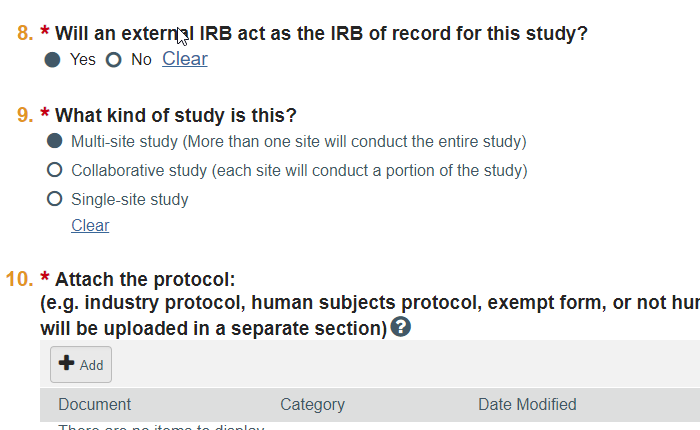 8. * Will an external IRB act as the IRB of record for this study?
Yes No Clear
9. * What kind of study is this?
Multi-site study (More than one site will conduct the entire study)
Collaborative study (each site will conduct a portion of the study)
Single-site study
Clear
10. * Attach the protocol:
(e.g. industry protocol, human subjects protocol, exempt form, or not hu
will be uploaded in a separate section) ?
+ Add
Document Category Date Modified
There are no items to display